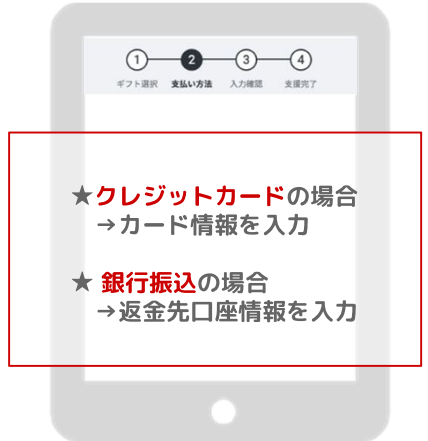 1 2 3 4
ギフト選択 支払い方法 入力確認 支援完了
★クレジットカードの場合
→カード情報を入力
★ 銀行振込の場合
→返金先口座情報を入力